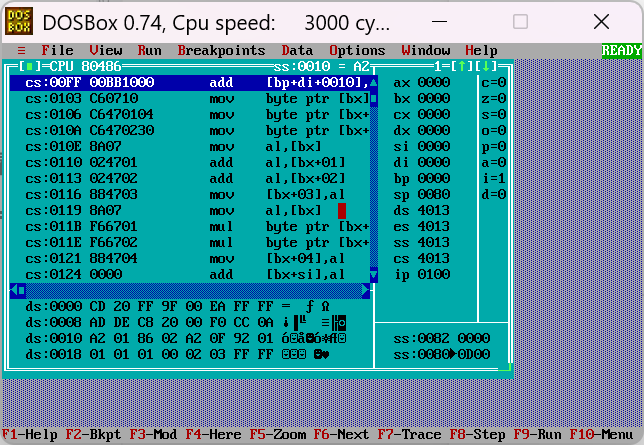 DOSBox 0.74, Cpu speed: 3000 cy...
≡ File View Run Breakpoints Data Options Window Help READY
[■]=CPU 80486 ss:0010 = A2 1=[↑][↓]
cs:00FF 00BB1000 add [bp+di+0010], ax 0000 c=0
cs:0103 C60710 mov byte ptr [bx] bx 0000 z=0
cs:0106 C6470104 mov byte ptr [bx+ cx 0000 s=0
cs:010A C6470230 mov byte ptr [bx+ dx 0000 o=0
cs:010E 8A07 mov al,[bx] si 0000 p=0
cs:0110 024701 add al,[bx+01] di 0000 a=0
cs:0113 024702 add al,[bx+02] bp 0000 i=1
cs:0116 884703 mov [bx+03],al sp 0080 d=0
cs:0119 8A07 mov al,[bx] ds 4013
cs:011B F66701 mul byte ptr [bx+ es 4013
cs:011E F66702 mul byte ptr [bx+ ss 4013
cs:0121 884704 mov [bx+04],al cs 4013
cs:0124 0000 add [bx+si],al ip 0100
ds:0000 CD 20 FF 9F 00 EA FF FF = ƒ Ω
ds:0008 AD DE C8 20 00 F0 CC 0A
ds:0010 A2 01 86 02 A2 0F 92 01 ss:0082 0000
ds:0018 01 01 01 00 02 03 FF FF ss:0080►0D00
F1-Help F2-Bkpt F3-Mod F4-Here F5-Zoom F6-Next F7-Trace F8-Step F9-Run F10-Menu